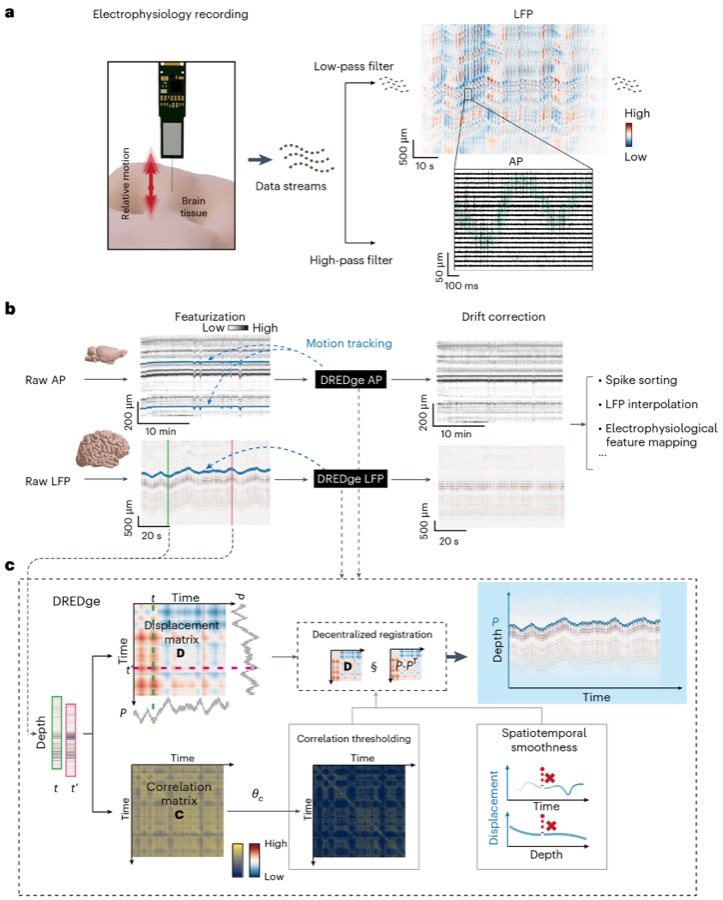 a
Electrophysiology recording
LFP
Low-pass filter
High
Low
500 μm
10 s
Relative motion
Brain
tissue
Data streams
AP
High-pass filter
50 μm
100 ms
b
Featurization
Low High
Drift correction
Motion tracking
Raw AP
DREDge AP
200 μm
10 min
200 μm
10 min
• Spike sorting
• LFP interpolation
• Electrophysiological
feature mapping
...
Raw LFP
DREDge LFP
500 μm
20 s
500 μm
20 s
c
DREDge
t Time P
Displacement
matrix
D
Time
t'
P
Decentralized registration
D § P-Pᵀ
P
Depth
Time
Depth
t t'
Time
Correlation
matrix
C
Time
θc
High
Low
Correlation thresholding
Time
Time
Spatiotemporal
smoothness
Displacement
Time
Depth